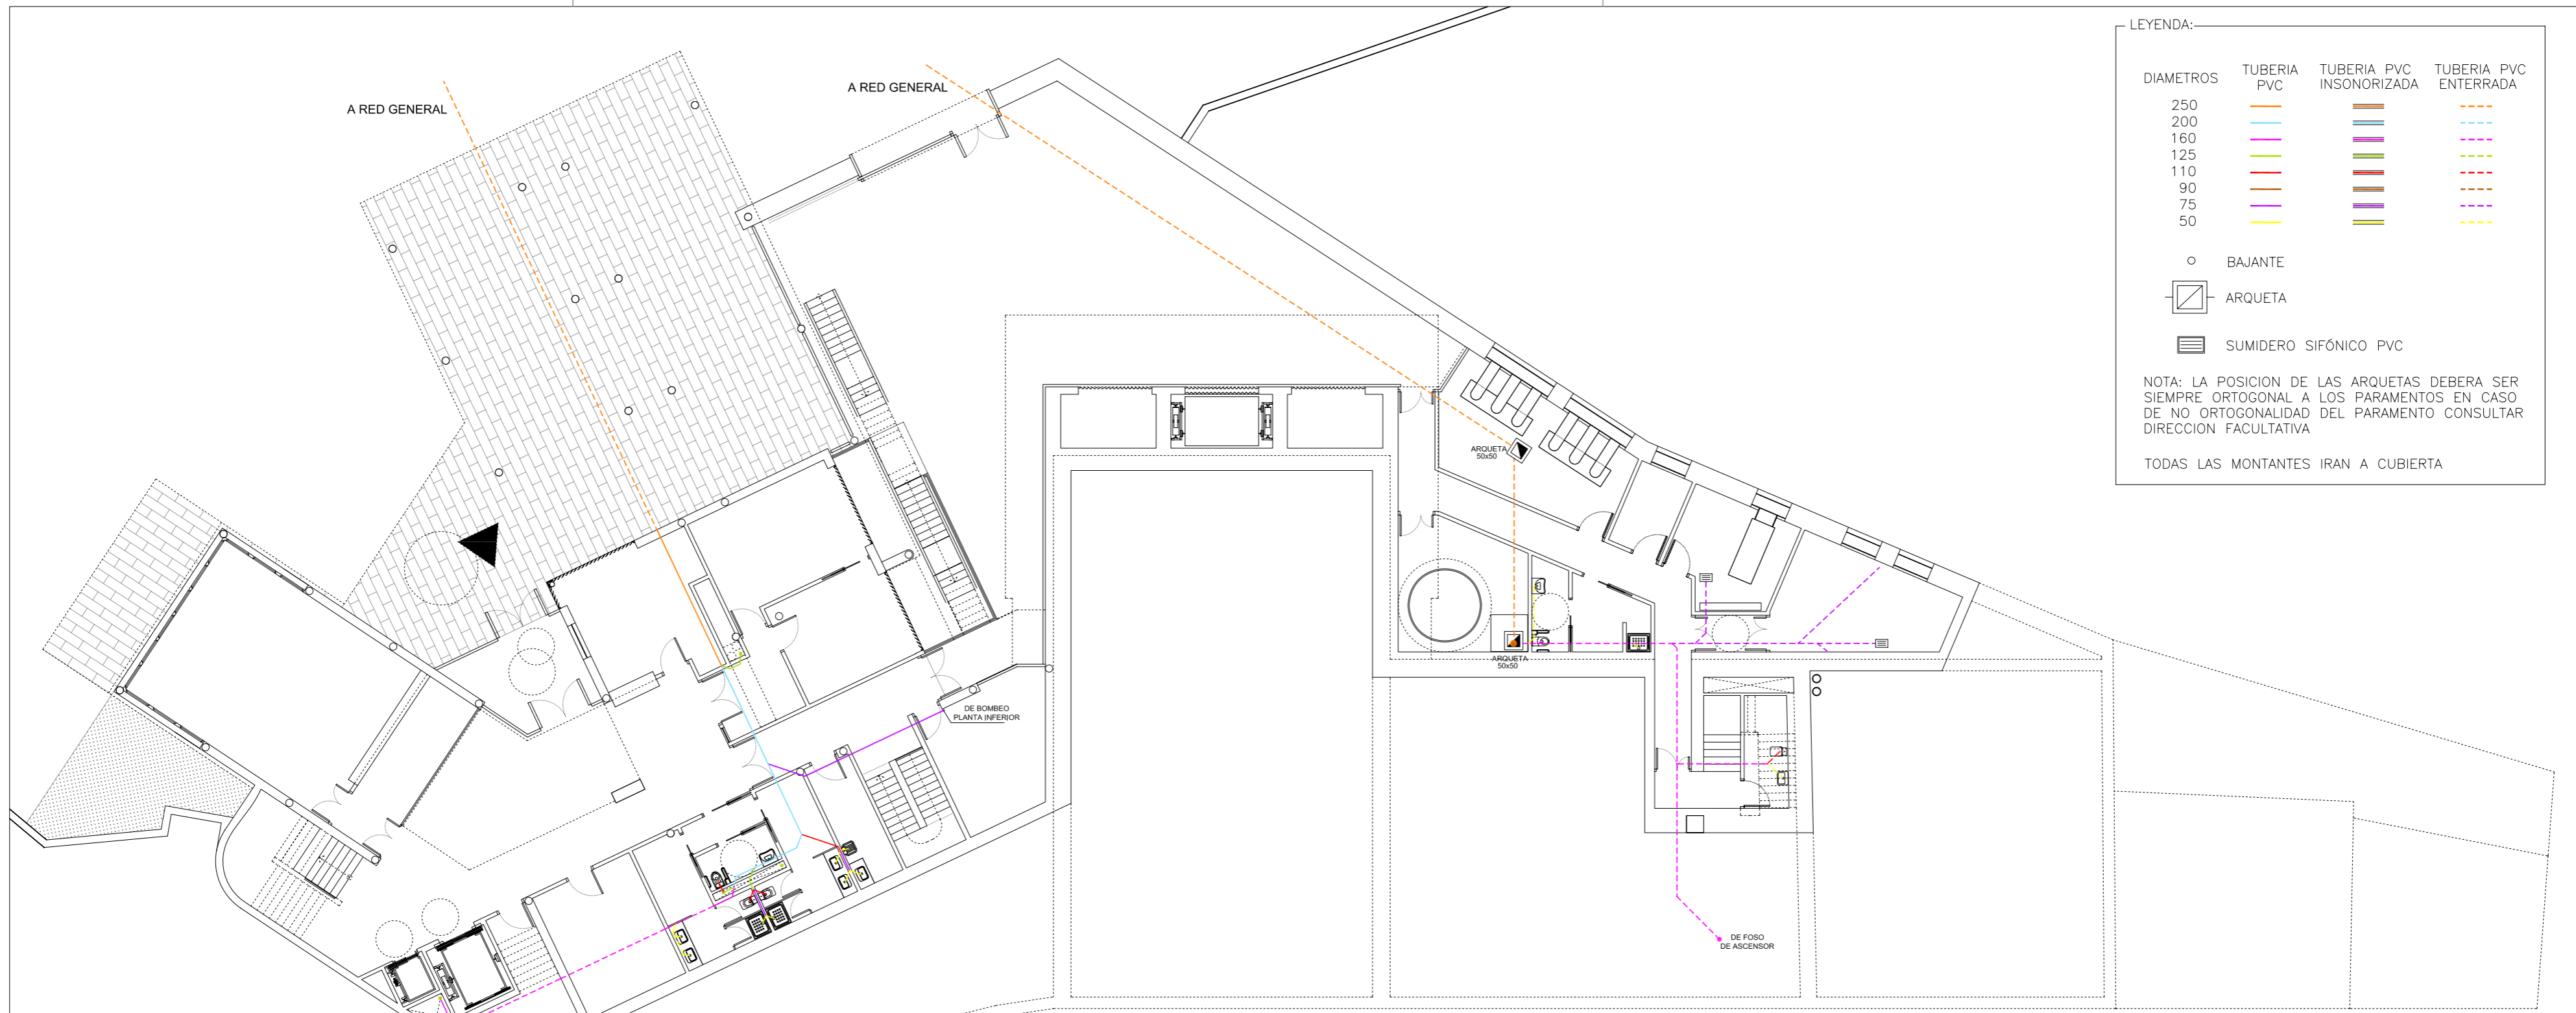 A RED GENERAL
A RED GENERAL
ARQUETA
50x50
ARQUETA
50x50
DE BOMBEO
PLANTA INFERIOR
DE FOSO
DE ASCENSOR
LEYENDA:
DIAMETROS
TUBERIA
PVC
TUBERIA PVC
INSONORIZADA
TUBERIA PVC
ENTERRADA
250
200
160
125
110
90
75
50
BAJANTE
ARQUETA
SUMIDERO SIFÓNICO PVC
NOTA: LA POSICION DE LAS ARQUETAS DEBERA SER
SIEMPRE ORTOGONAL A LOS PARAMENTOS EN CASO
DE NO ORTOGONALIDAD DEL PARAMENTO CONSULTAR
DIRECCION FACULTATIVA
TODAS LAS MONTANTES IRAN A CUBIERTA